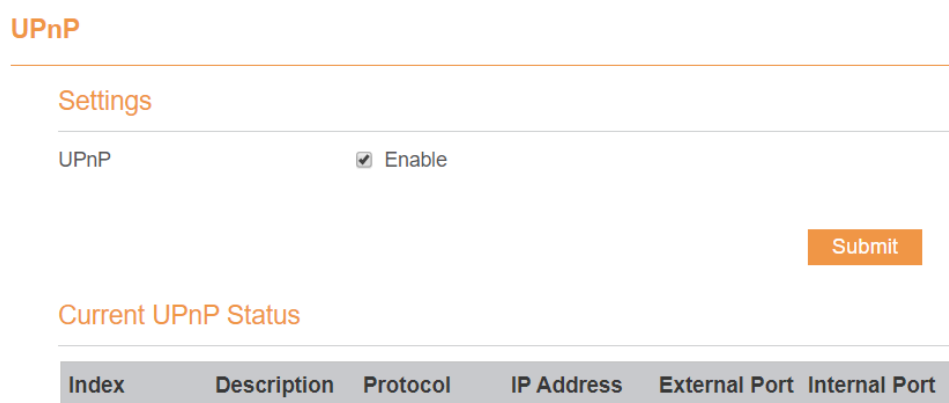 UPnP
Settings
UPnP Enable
Submit
Current UPnP Status
Index Description Protocol IP Address External Port Internal Port